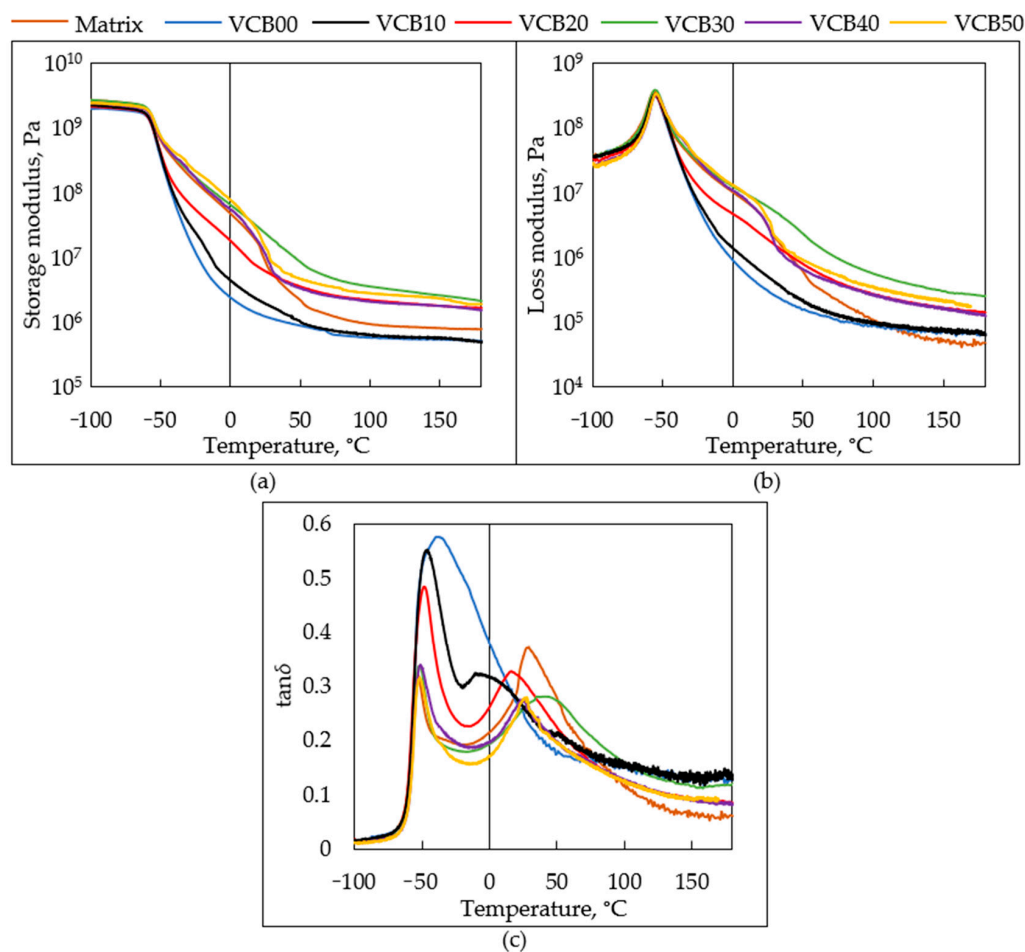 Matrix VCB00 VCB10 VCB20 VCB30 VCB40 VCB50
Storage modulus, Pa
10¹⁰
10⁹
10⁸
10⁷
10⁶
10⁵
−100 −50 0 50 100 150
Temperature, °C
(a)
Loss modulus, Pa
10⁹
10⁸
10⁷
10⁶
10⁵
10⁴
−100 −50 0 50 100 150
Temperature, °C
(b)
tanδ
0.6
0.5
0.4
0.3
0.2
0.1
0
−100 −50 0 50 100 150
Temperature, °C
(c)